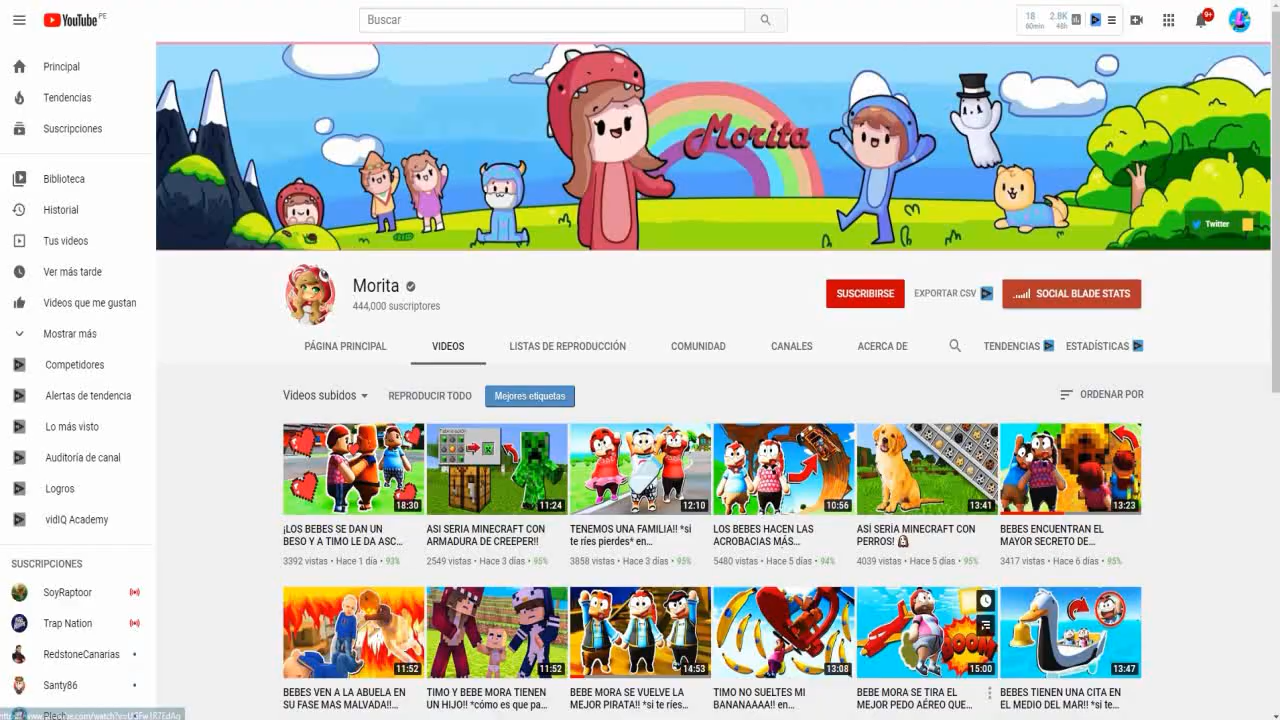 YouTube PE
Buscar
18
60min
2.8K
48h
9+
Principal
Tendencias
Suscripciones
Biblioteca
Historial
Tus videos
Ver más tarde
Videos que me gustan
Mostrar más
Competidores
Alertas de tendencia
Lo más visto
Auditoría de canal
Logros
vidIQ Academy
SUSCRIPCIONES
SoyRaptoor
Trap Nation
RedstoneCanarias
Santy86
Morita
Twitter
Morita
444,000 suscriptores
SUSCRIBIRSE
EXPORTAR CSV
SOCIAL BLADE STATS
PÁGINA PRINCIPAL
VIDEOS
LISTAS DE REPRODUCCIÓN
COMUNIDAD
CANALES
ACERCA DE
TENDENCIAS
ESTADÍSTICAS
Videos subidos
REPRODUCIR TODO
Mejores etiquetas
ORDENAR POR
18:30
¡LOS BEBES SE DAN UN
BESO Y A TIMO LE DA ASC...
3392 vistas • Hace 1 día • 93%
11:24
ASI SERIA MINECRAFT CON
ARMADURA DE CREEPER!!
2549 vistas • Hace 3 días • 95%
12:10
TENEMOS UNA FAMILIA!! *si
te ríes pierdes* en...
3858 vistas • Hace 3 días • 95%
10:56
LOS BEBES HACEN LAS
ACROBACIAS MÁS...
5480 vistas • Hace 5 días • 94%
13:41
ASÍ SERÍA MINECRAFT CON
PERROS!
4039 vistas • Hace 5 días • 95%
13:23
BEBES ENCUENTRAN EL
MAYOR SECRETO DE...
3417 vistas • Hace 6 días • 95%
11:52
BEBES VEN A LA ABUELA EN
SU FASE MAS MALVADA!!...
11:52
TIMO Y BEBE MORA TIENEN
UN HIJO!! *cómo es que pa...
14:53
BEBE MORA SE VUELVE LA
MEJOR PIRATA!! *si te ríes...
13:08
TIMO NO SUELTES MI
BANANAAAA!! en...
BOOM
15:00
BEBE MORA SE TIRA EL
MEJOR PEDO AÉREO QUE...
13:47
BEBES TIENEN UNA CITA EN
EL MEDIO DEL MAR!! *si te...